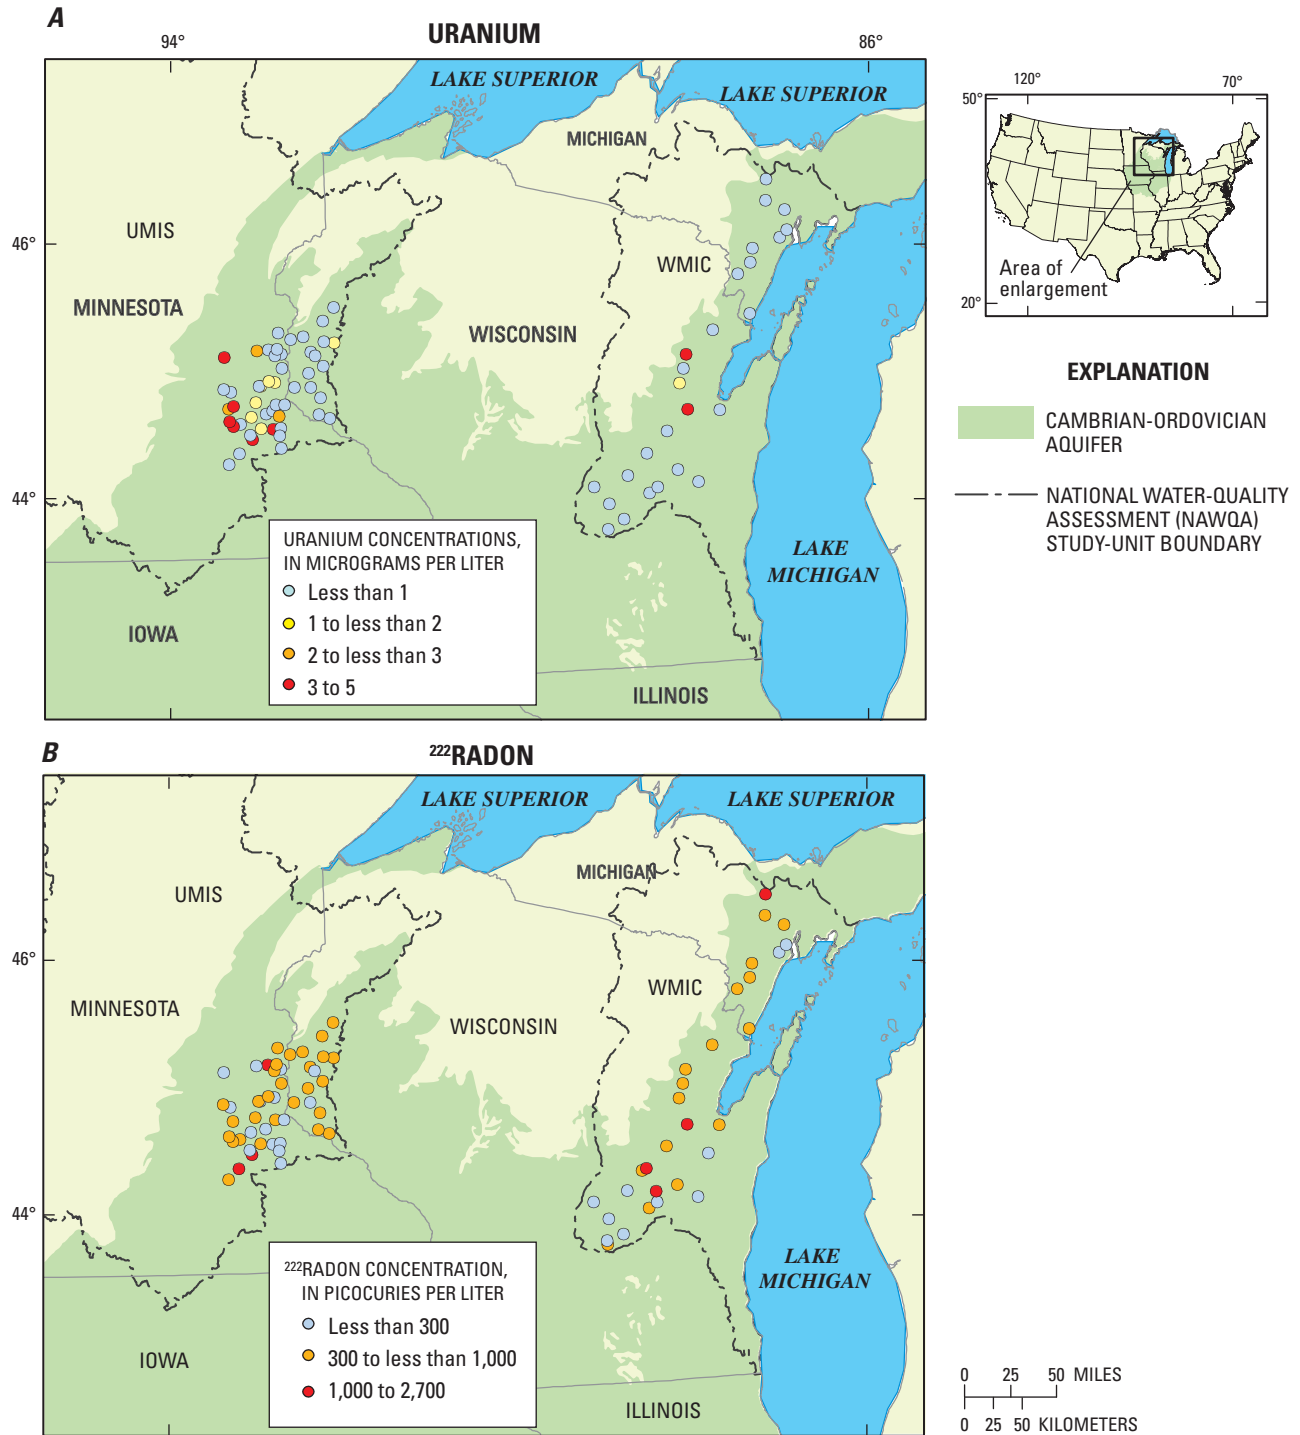 A
URANIUM
94°
86°
LAKE SUPERIOR
LAKE SUPERIOR
MICHIGAN
UMIS
46°
WMIC
MINNESOTA
WISCONSIN
44°
LAKE
MICHIGAN
IOWA
ILLINOIS
URANIUM CONCENTRATIONS,
IN MICROGRAMS PER LITER
Less than 1
1 to less than 2
2 to less than 3
3 to 5
120°
70°
50°
20°
Area of
enlargement
EXPLANATION
CAMBRIAN-ORDOVICIAN
AQUIFER
NATIONAL WATER-QUALITY
ASSESSMENT (NAWQA)
STUDY-UNIT BOUNDARY
B
²²²RADON
LAKE SUPERIOR
LAKE SUPERIOR
MICHIGAN
UMIS
46°
WMIC
MINNESOTA
WISCONSIN
44°
LAKE
MICHIGAN
IOWA
ILLINOIS
²²²RADON CONCENTRATION,
IN PICOCURIES PER LITER
Less than 300
300 to less than 1,000
1,000 to 2,700
0 25 50 MILES
0 25 50 KILOMETERS